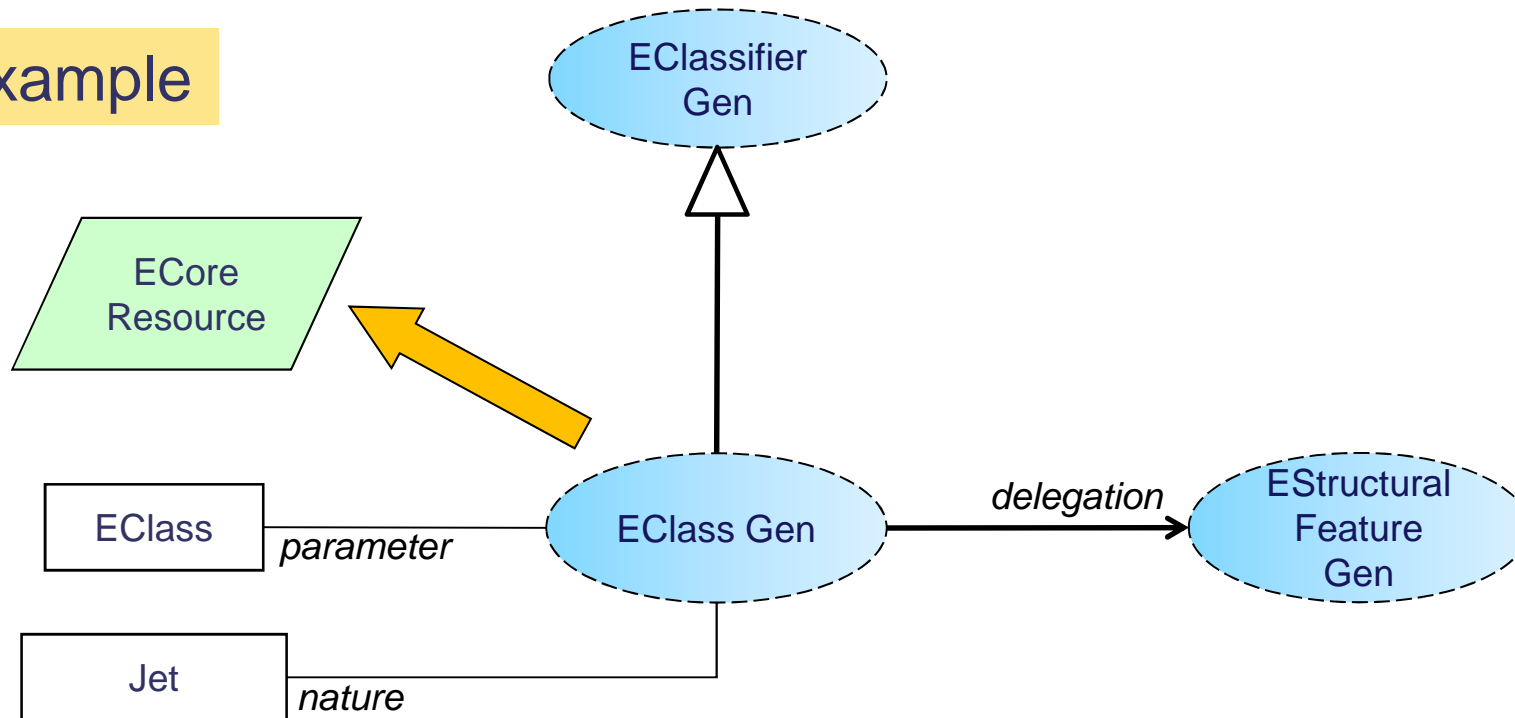 xample
EClassifier
Gen
ECore
Resource
EClass
parameter
EClass Gen
delegation
EStructural
Feature
Gen
Jet
nature